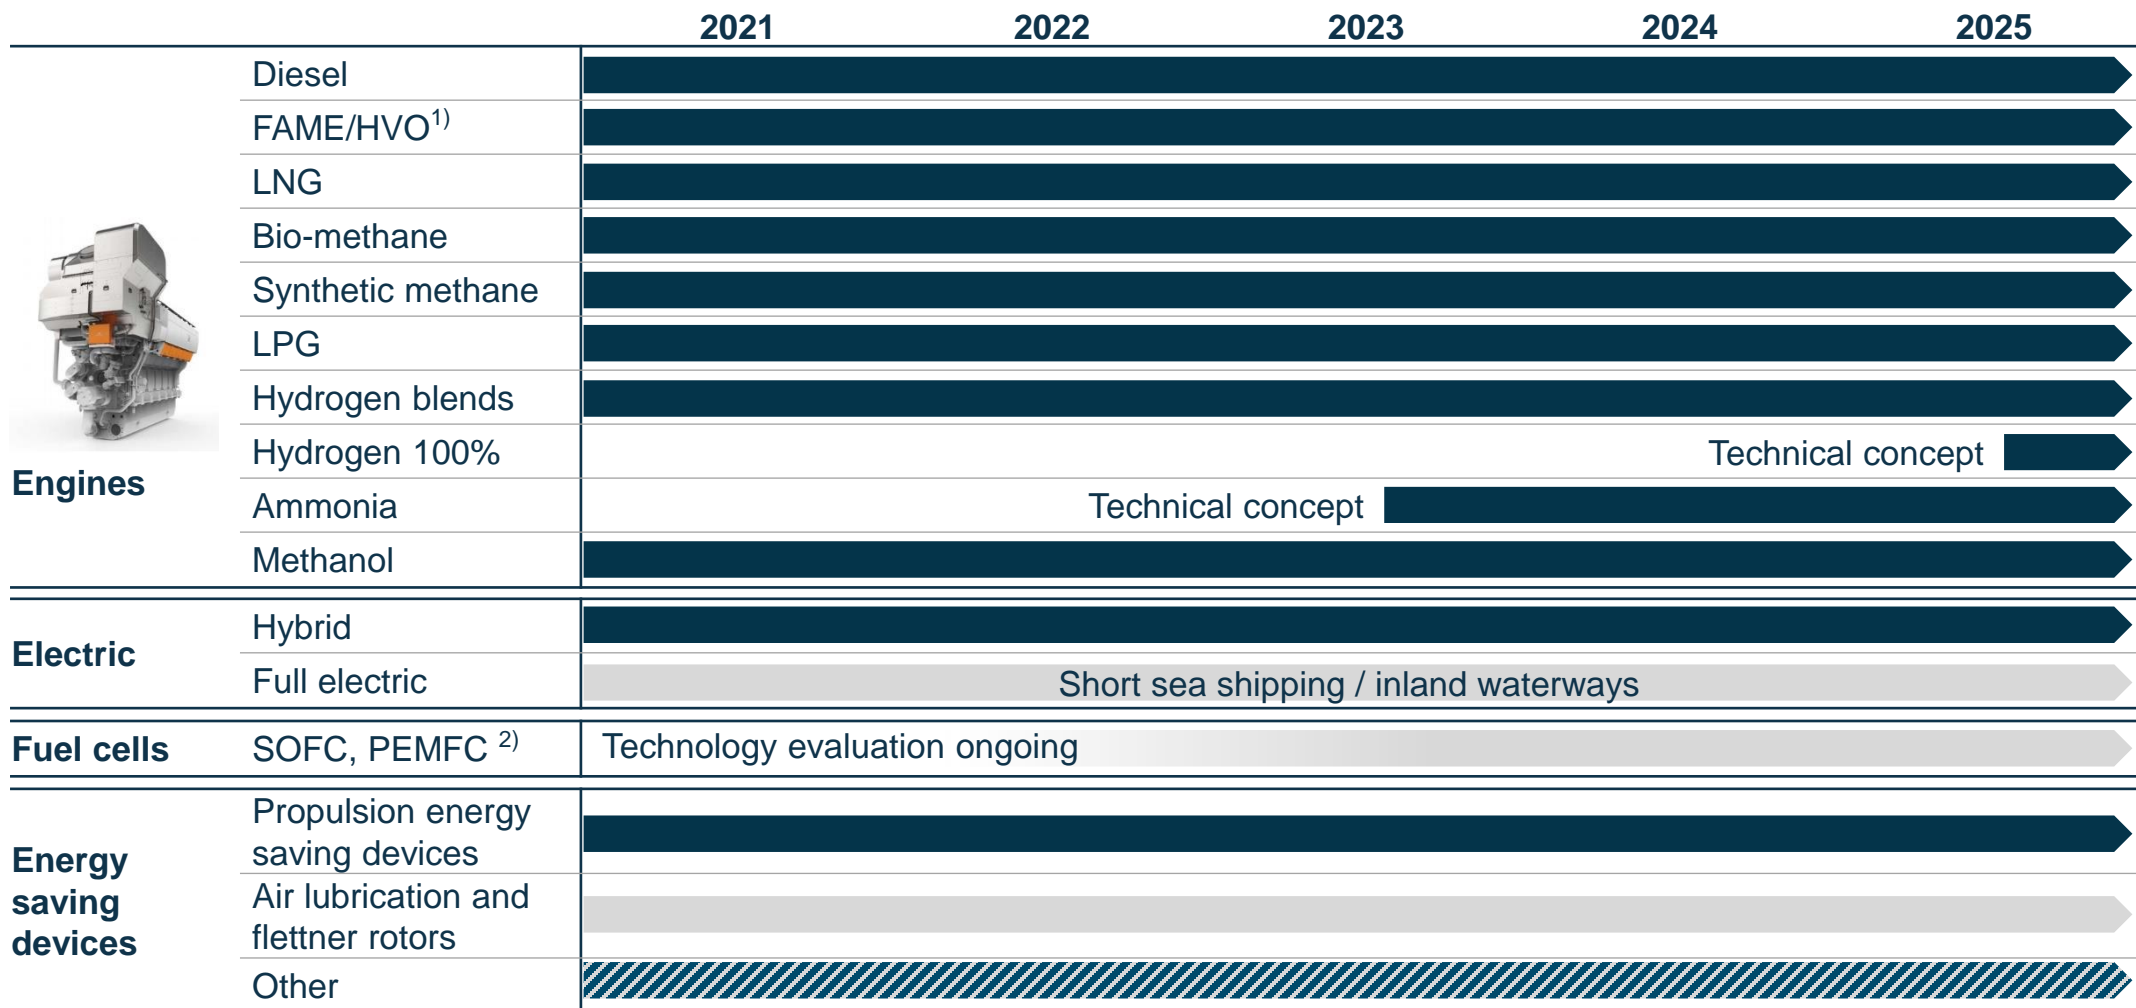 2021 2022 2023 2024 2025
Diesel
FAME/HVO1)
LNG
Bio-methane
Synthetic methane
LPG
Hydrogen blends
Hydrogen 100% Technical concept
Engines
Ammonia Technical concept
Methanol
Hybrid
Electric
Full electric Short sea shipping / inland waterways
Fuel cells SOFC, PEMFC 2) Technology evaluation ongoing
Propulsion energy
saving devices
Energy
saving
devices
Air lubrication and
flettner rotors
Other